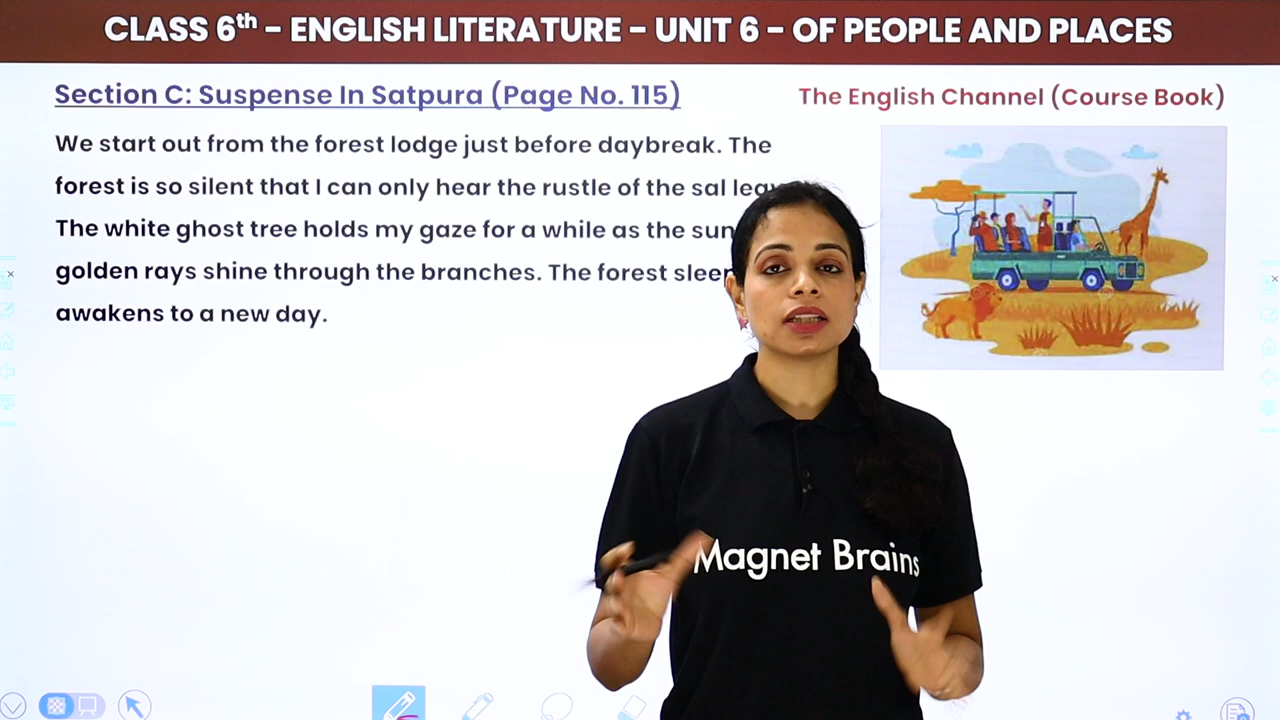 CLASS 6th - ENGLISH LITERATURE - UNIT 6 - OF PEOPLE AND PLACES
Section C: Suspense In Satpura (Page No. 115)
The English Channel (Course Book)
We start out from the forest lodge just before daybreak. The
forest is so silent that I can only hear the rustle of the sal
The white ghost tree holds my gaze for a while as the sun
golden rays shine through the branches. The forest
awakens to a new day.
Magnet Brains